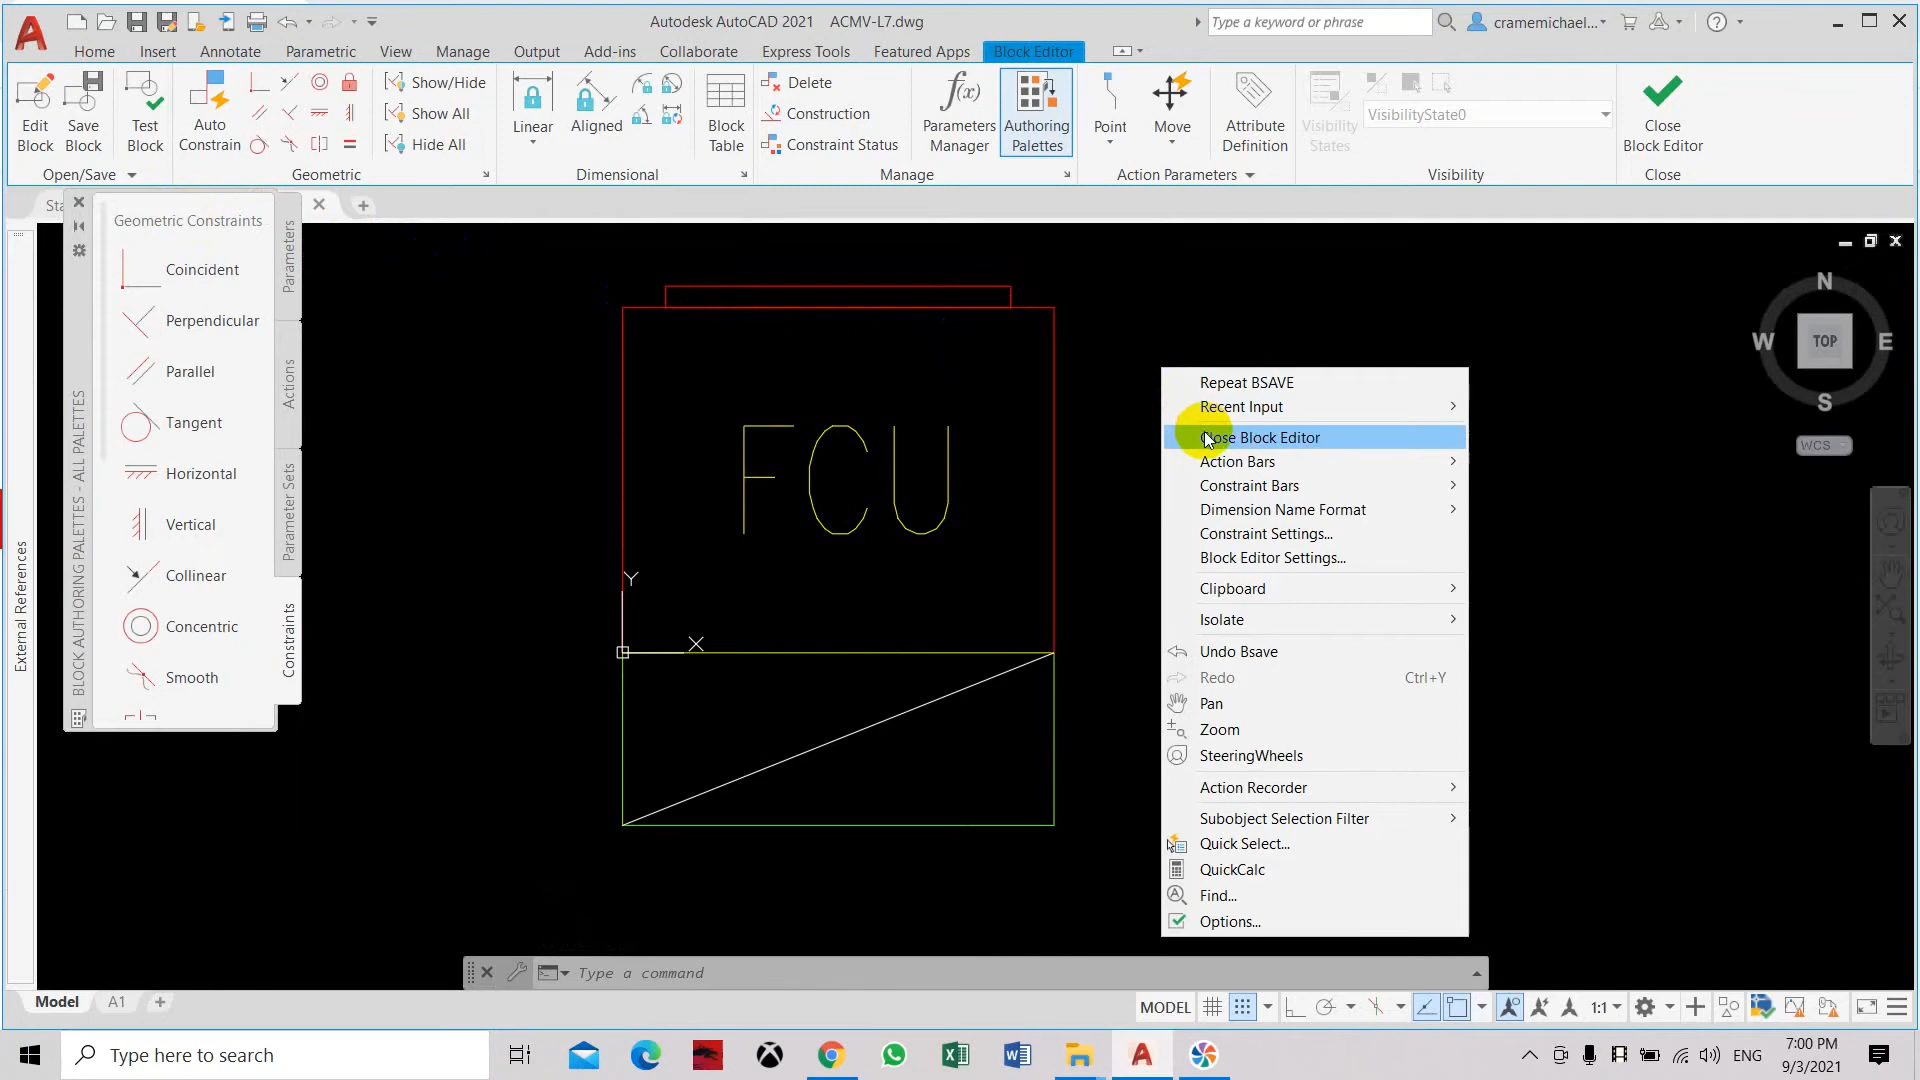 Autodesk AutoCAD 2021 ACMV-L7.dwg
Type a keyword or phrase
cramemichael...
Home Insert Annotate Parametric View Manage Output Add-ins Collaborate Express Tools Featured Apps Block Editor
Edit Block
Save Block
Test Block
Open/Save
Auto Constrain
Show/Hide
Show All
Hide All
Geometric
Linear
Aligned
Dimensional
Block Table
Delete
Construction
Constraint Status
Parameters Manager
Authoring Palettes
Manage
Point
Move
Action Parameters
Attribute Definition
Visibility States
VisibilityState0
Visibility
Close Block Editor
Close
Sta
Geometric Constraints
Coincident
Perpendicular
Parallel
Tangent
Horizontal
Vertical
Collinear
Concentric
Smooth
Parameters
Actions
Parameter Sets
Constraints
BLOCK AUTHORING PALETTES - ALL PALETTES
External References
FCU
Y
X
N
W TOP E
S
WCS
Repeat BSAVE
Recent Input
Close Block Editor
Action Bars
Constraint Bars
Dimension Name Format
Constraint Settings...
Block Editor Settings...
Clipboard
Isolate
Undo Bsave
Redo Ctrl+Y
Pan
Zoom
SteeringWheels
Action Recorder
Subobject Selection Filter
Quick Select...
QuickCalc
Find...
Options...
Type a command
Model A1
MODEL 1:1
Type here to search
ENG
7:00 PM
9/3/2021